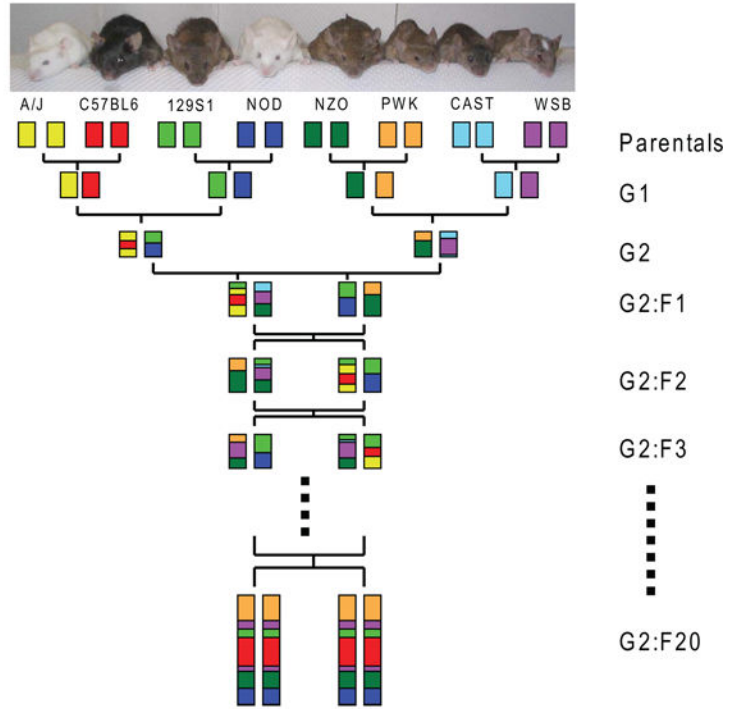 A/J C57BL6 129S1 NOD NZO PWK CAST WSB
Parentals
G1
G2
G2:F1
G2:F2
G2:F3
G2:F20